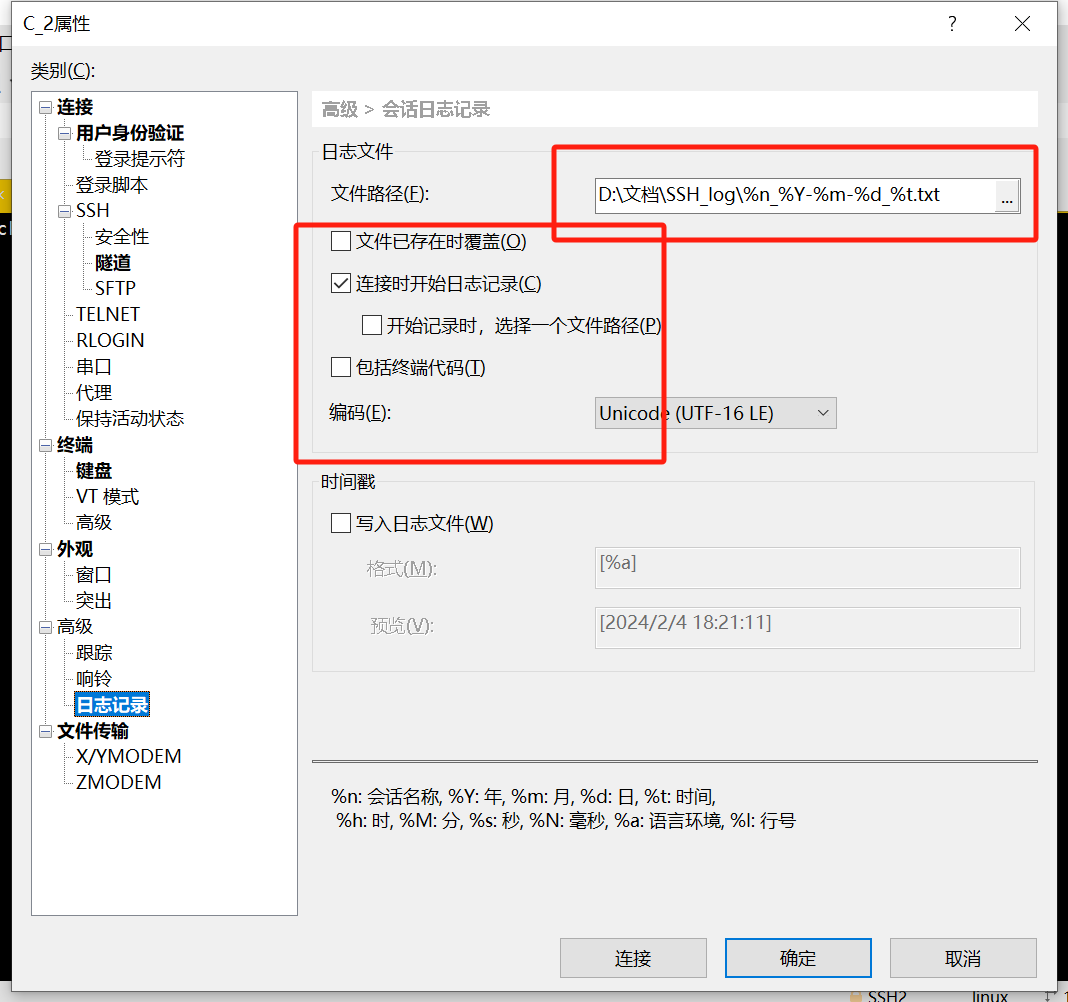 C_2属性
类别(C):
连接
用户身份验证
登录提示符
登录脚本
SSH
安全性
隧道
SFTP
TELNET
RLOGIN
串口
代理
保持活动状态
终端
键盘
VT 模式
高级
外观
窗口
突出
高级
跟踪
响铃
日志记录
文件传输
X/YMODEM
ZMODEM
高级 > 会话日志记录
日志文件
文件路径(F):
D:\文档\SSH_log\%n_%Y-%m-%d_%t.txt
...
文件已存在时覆盖(O)
连接时开始日志记录(C)
开始记录时，选择一个文件路径(P)
包括终端代码(T)
编码(E):
Unicode (UTF-16 LE)
时间戳
写入日志文件(W)
格式(M):
[%a]
预览(V):
[2024/2/4 18:21:11]
%n: 会话名称, %Y: 年, %m: 月, %d: 日, %t: 时间,
%h: 时, %M: 分, %s: 秒, %N: 毫秒, %a: 语言环境, %l: 行号
连接
确定
取消
SSH2
linux